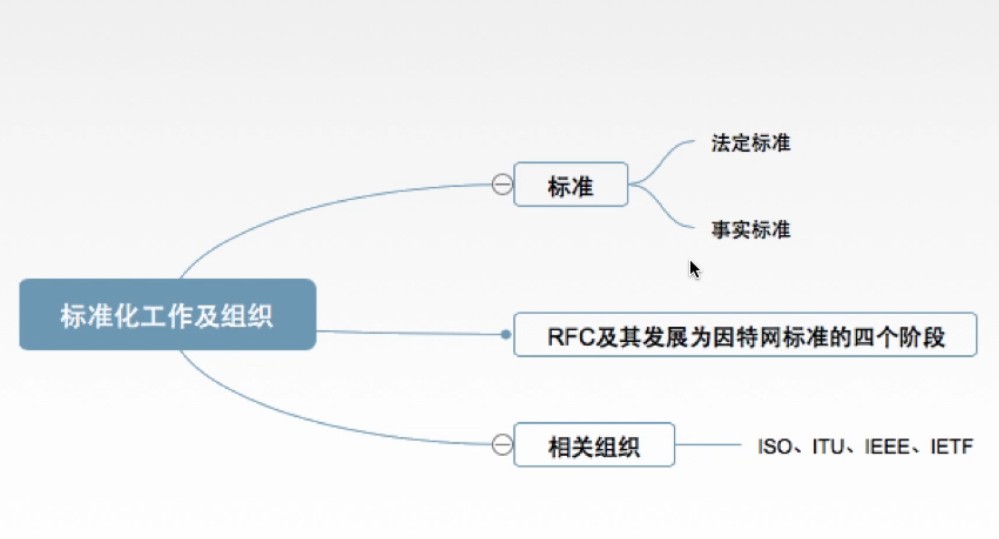 法定标准
标准
事实标准
标准化工作及组织
RFC及其发展为因特网标准的四个阶段
相关组织
ISO、ITU、IEEE、IETF